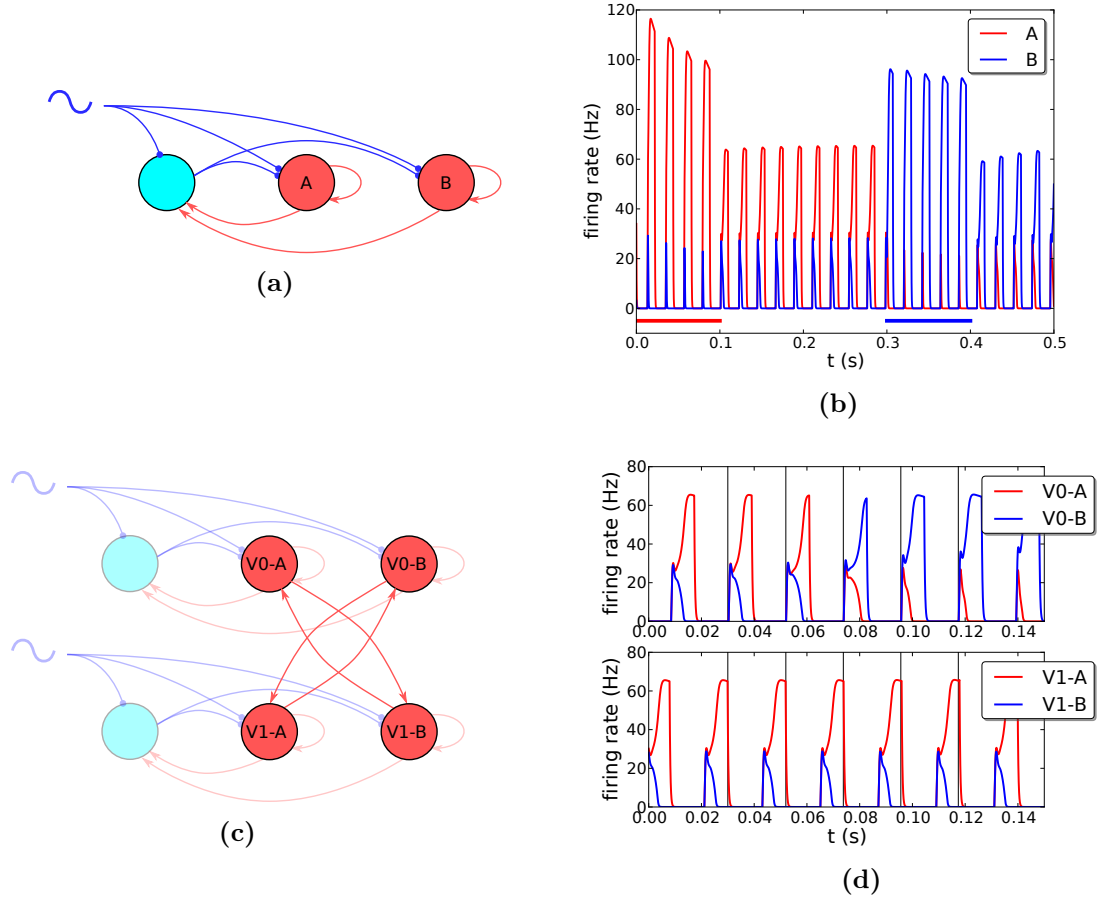 (a)
A
B
(b)
firing rate (Hz)
120
100
80
60
40
20
0
A
B
0.0 0.1 0.2 0.3 0.4 0.5
t (s)
(c)
V0-A
V0-B
V1-A
V1-B
(d)
firing rate (Hz)
80
60
40
20
0
V0-A
V0-B
0.00 0.02 0.04 0.06 0.08 0.10 0.12 0.14
firing rate (Hz)
80
60
40
20
0
V1-A
V1-B
0.00 0.02 0.04 0.06 0.08 0.10 0.12 0.14
t (s)